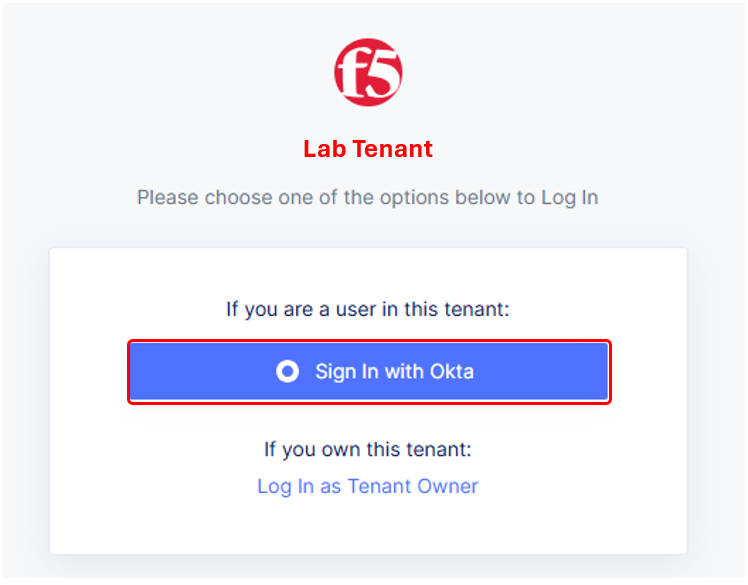 f5
Lab Tenant
Please choose one of the options below to Log In
If you are a user in this tenant:
Sign In with Okta
If you own this tenant:
Log In as Tenant Owner